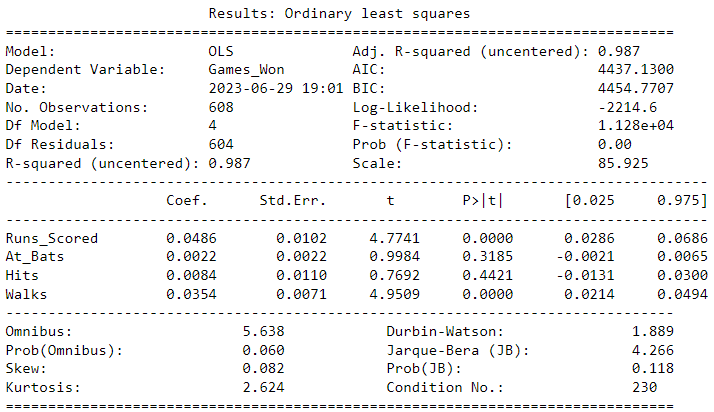 Results: Ordinary least squares
==========================================================================
Model: OLS Adj. R-squared (uncentered): 0.987
Dependent Variable: Games_Won AIC: 4437.1300
Date: 2023-06-29 19:01 BIC: 4454.7707
No. Observations: 608 Log-Likelihood: -2214.6
Df Model: 4 F-statistic: 1.128e+04
Df Residuals: 604 Prob (F-statistic): 0.00
R-squared (uncentered): 0.987 Scale: 85.925
------------------------------------------------------------------------------
Coef. Std.Err. t P>|t| [0.025 0.975]
------------------------------------------------------------------------------
Runs_Scored 0.0486 0.0102 4.7741 0.0000 0.0286 0.0686
At_Bats 0.0022 0.0022 0.9984 0.3185 -0.0021 0.0065
Hits 0.0084 0.0110 0.7692 0.4421 -0.0131 0.0300
Walks 0.0354 0.0071 4.9509 0.0000 0.0214 0.0494
--------------------------------------------------------------------------
Omnibus: 5.638 Durbin-Watson: 1.889
Prob(Omnibus): 0.060 Jarque-Bera (JB): 4.266
Skew: 0.082 Prob(JB): 0.118
Kurtosis: 2.624 Condition No.: 230
==========================================================================